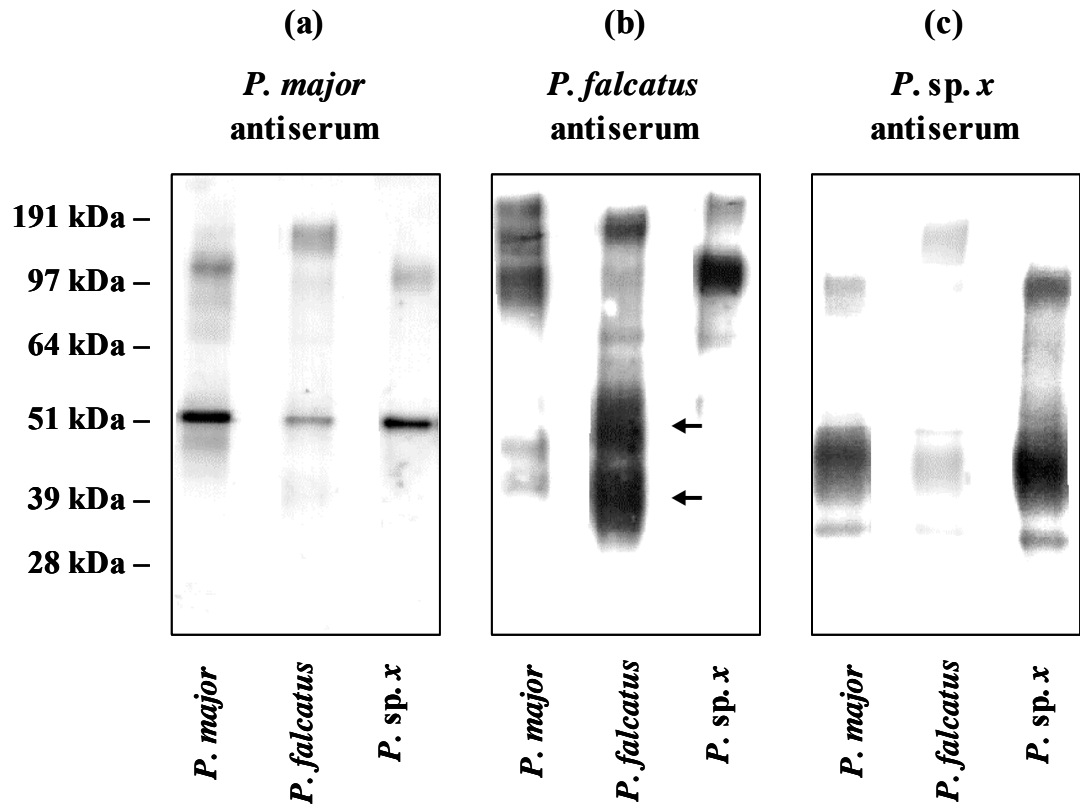 (a)
P. major
antiserum
(b)
P. falcatus
antiserum
(c)
P. sp. x
antiserum
191 kDa –
97 kDa –
64 kDa –
51 kDa –
39 kDa –
28 kDa –
P. major
P. falcatus
P. sp. x
P. major
P. falcatus
P. sp. x
P. major
P. falcatus
P. sp. x